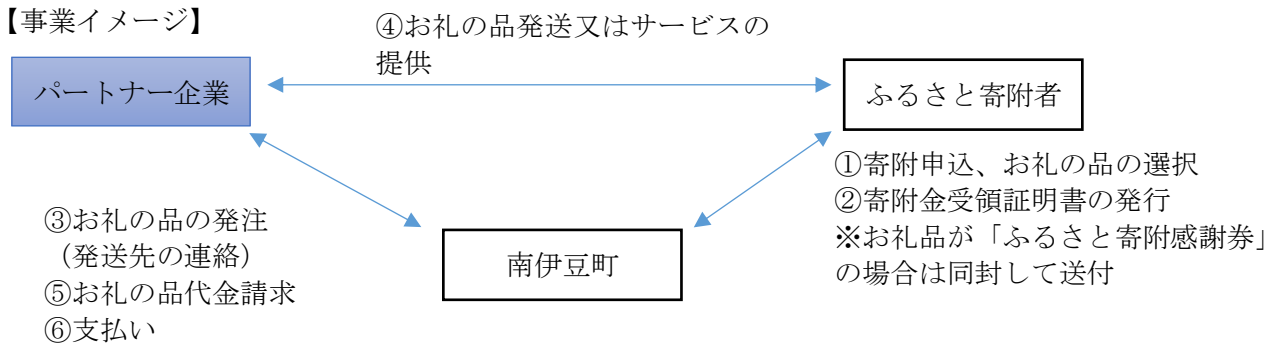 【事業イメージ】
④お礼の品発送又はサービスの
提供
パートナー企業
ふるさと寄附者
①寄附申込、お礼の品の選択
②寄附金受領証明書の発行
※お礼品が「ふるさと寄附感謝券」
の場合は同封して送付
③お礼の品の発注
（発送先の連絡）
⑤お礼の品代金請求
⑥支払い
南伊豆町